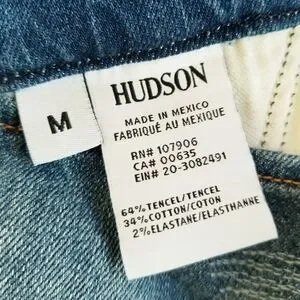 M
HUDSON
MADE IN MEXICO
FABRIQUÉ AU MEXIQUE
RN# 107906
CA# 00635
EIN# 20-3082491
64%TENCEL/TENCEL
34%COTTON/COTON
2%ELASTANE/ELASTHANNE